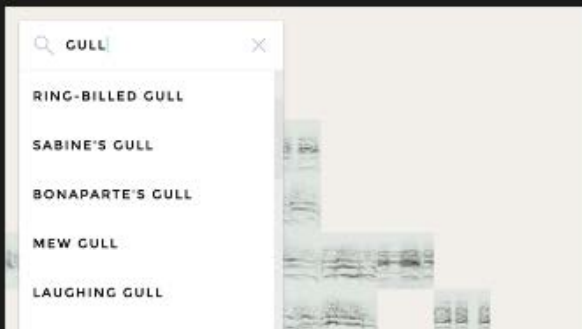 GULL
RING-BILLED GULL
SABINE'S GULL
BONAPARTE'S GULL
MEW GULL
LAUGHING GULL